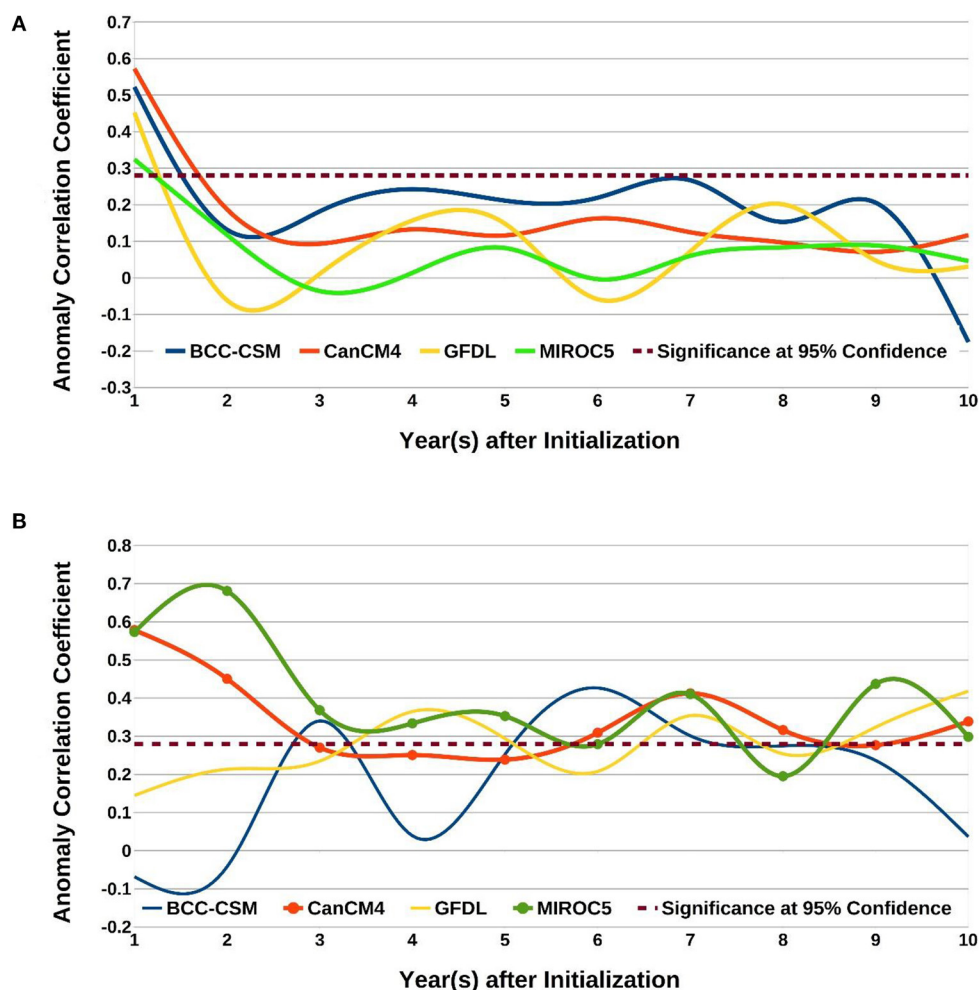 A
Anomaly Correlation Coefficient
0.7
0.6
0.5
0.4
0.3
0.2
0.1
0
-0.1
-0.2
-0.3
BCC-CSM CanCM4 GFDL MIROC5 Significance at 95% Confidence
1 2 3 4 5 6 7 8 9 10
Year(s) after Initialization
B
Anomaly Correlation Coefficient
0.8
0.7
0.6
0.5
0.4
0.3
0.2
0.1
0
-0.1
-0.2
BCC-CSM CanCM4 GFDL MIROC5 Significance at 95% Confidence
1 2 3 4 5 6 7 8 9 10
Year(s) after Initialization